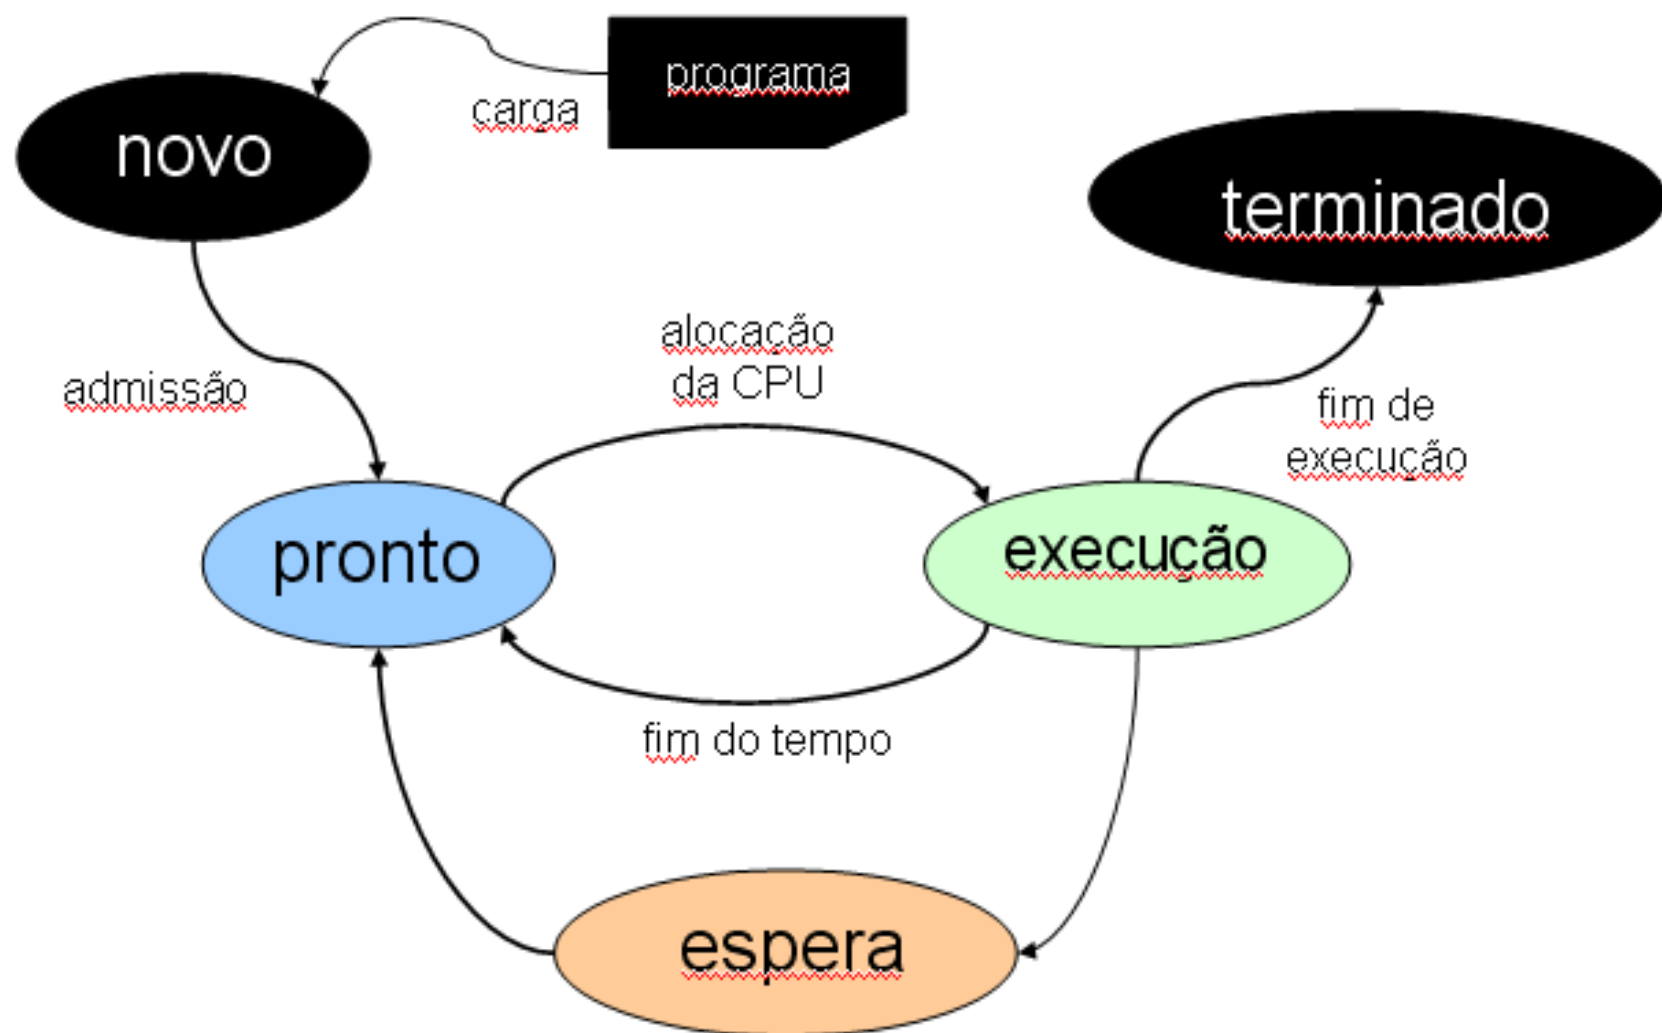 programa
carga
novo
terminado
alocação
da CPU
admissão
fim de
execução
pronto
execução
fim do tempo
espera